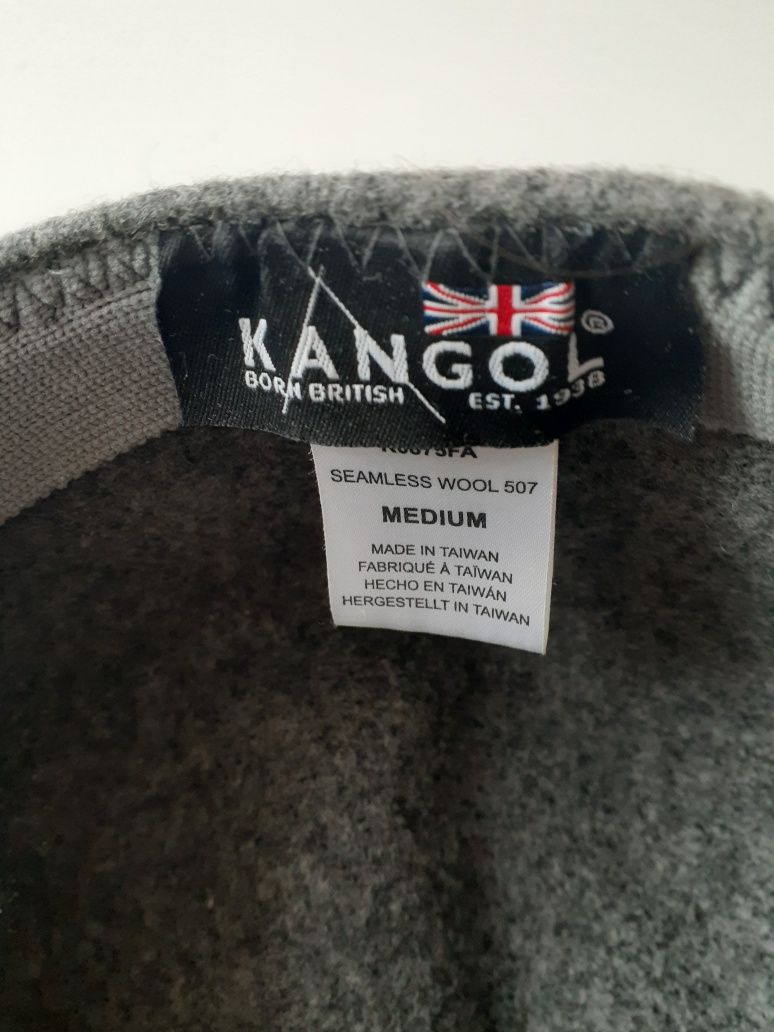 KANGOL®
BORN BRITISH EST. 1938
SEAMLESS WOOL 507
MEDIUM
MADE IN TAIWAN
FABRIQUÉ À TAÏWAN
HECHO EN TAIWÁN
HERGESTELLT IN TAIWAN